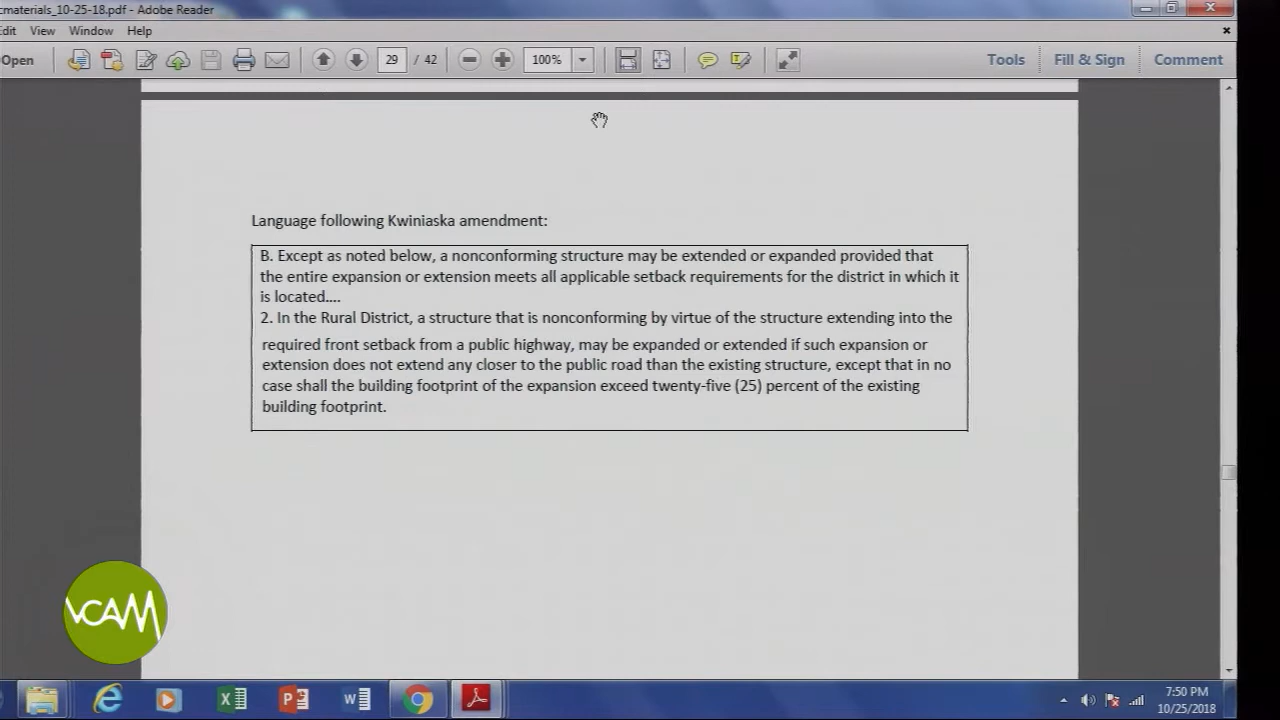 cmaterials_10-25-18.pdf - Adobe Reader
Edit View Window Help
Open 29 / 42 100% Tools Fill & Sign Comment
Language following Kwiniaska amendment:
B. Except as noted below, a nonconforming structure may be extended or expanded provided that
the entire expansion or extension meets all applicable setback requirements for the district in which it
is located....
2. In the Rural District, a structure that is nonconforming by virtue of the structure extending into the
required front setback from a public highway, may be expanded or extended if such expansion or
extension does not extend any closer to the public road than the existing structure, except that in no
case shall the building footprint of the expansion exceed twenty-five (25) percent of the existing
building footprint.
VCAM
7:50 PM
10/25/2018